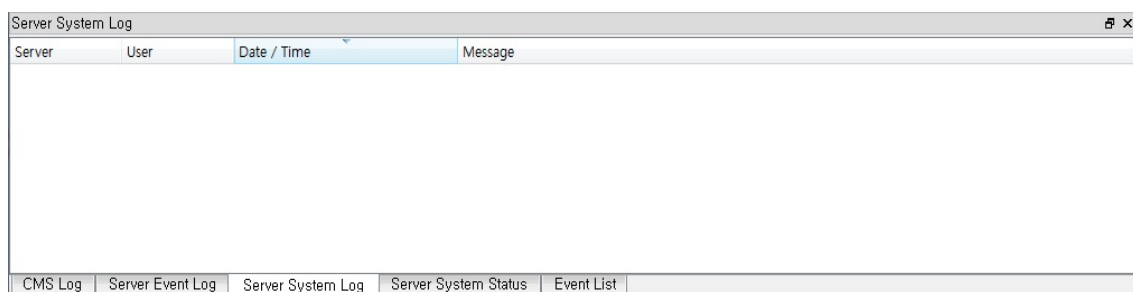 Server System Log
Server User Date / Time Message
CMS Log Server Event Log Server System Log Server System Status Event List